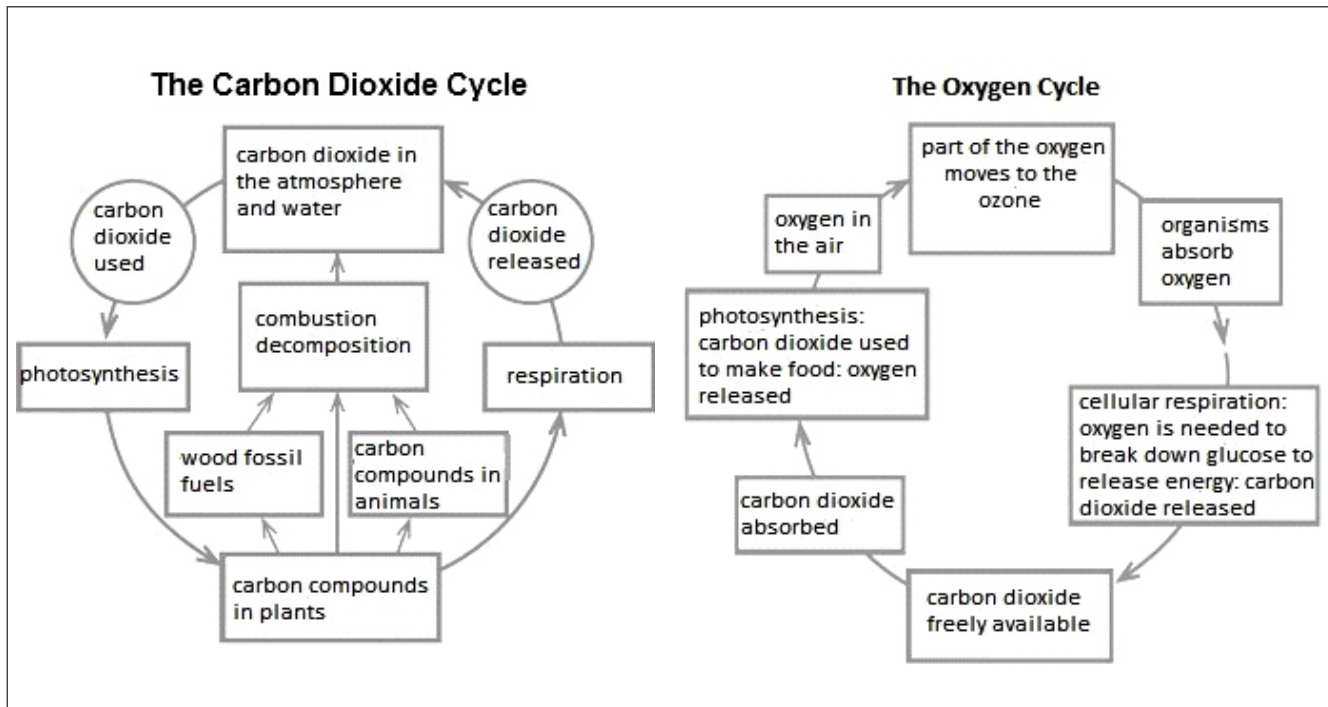 The Carbon Dioxide Cycle
carbon dioxide in
the atmosphere
and water
carbon
dioxide
used
carbon
dioxide
released
combustion
decomposition
photosynthesis
respiration
wood fossil
fuels
carbon
compounds in
animals
carbon compounds
in plants
The Oxygen Cycle
part of the oxygen
moves to the
ozone
oxygen in
the air
organisms
absorb
oxygen
photosynthesis:
carbon dioxide used
to make food: oxygen
released
cellular respiration:
oxygen is needed to
break down glucose to
release energy: carbon
dioxide released
carbon dioxide
absorbed
carbon dioxide
freely available